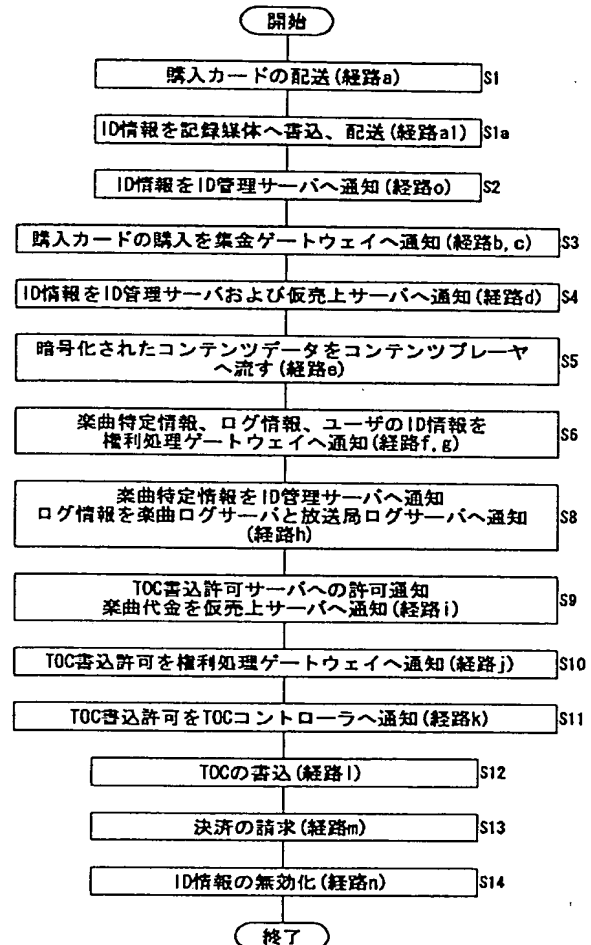 開始
購入カードの配送(経路a) S1
ID情報を記録媒体へ書込、配送(経路a1) S1a
ID情報をID管理サーバへ通知(経路o) S2
購入カードの購入を集金ゲートウェイへ通知(経路b,c) S3
ID情報をID管理サーバおよび仮売上サーバへ通知(経路d) S4
暗号化されたコンテンツデータをコンテンツプレーヤ
へ流す(経路e) S5
楽曲特定情報、ログ情報、ユーザのID情報を
権利処理ゲートウェイへ通知(経路f,g) S6
楽曲特定情報をID管理サーバへ通知
ログ情報を楽曲ログサーバと放送局ログサーバへ通知 S8
(経路h)
TOC書込許可サーバへの許可通知
楽曲代金を仮売上サーバへ通知(経路i) S9
TOC書込許可を権利処理ゲートウェイへ通知(経路j) S10
TOC書込許可をTOCコントローラへ通知(経路k) S11
TOCの書込(経路l) S12
決済の請求(経路m) S13
ID情報の無効化(経路n) S14
終了